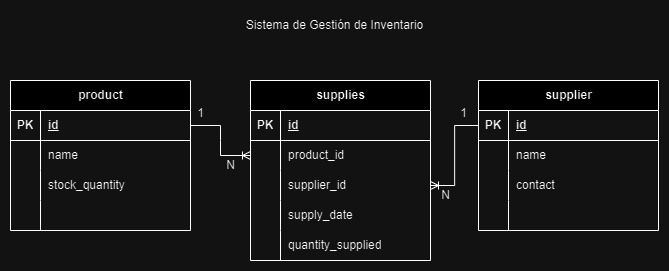 Sistema de Gestión de Inventario
product
PK id
name
stock_quantity
1
N
supplies
PK id
product_id
supplier_id
supply_date
quantity_supplied
1
N
supplier
PK id
name
contact